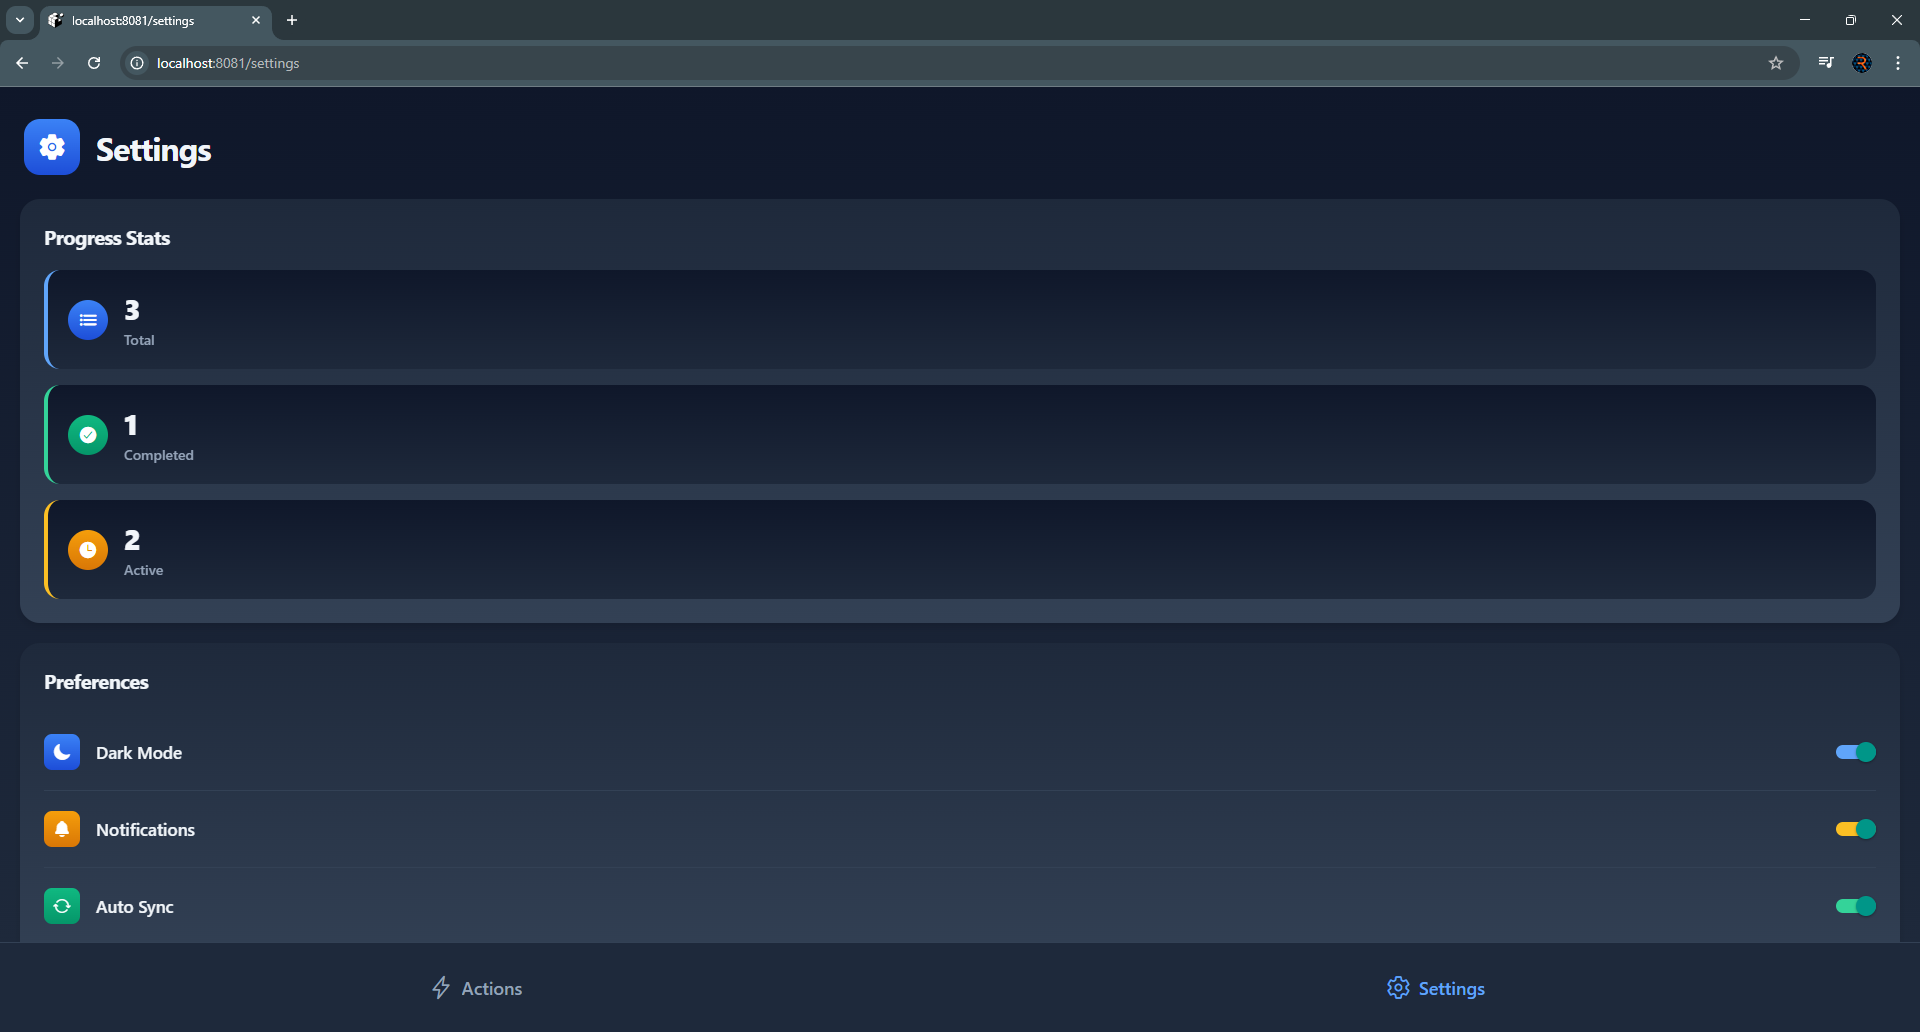 localhost:8081/settings
localhost:8081/settings
Settings
Progress Stats
3
Total
1
Completed
2
Active
Preferences
Dark Mode
Notifications
Auto Sync
Actions
Settings